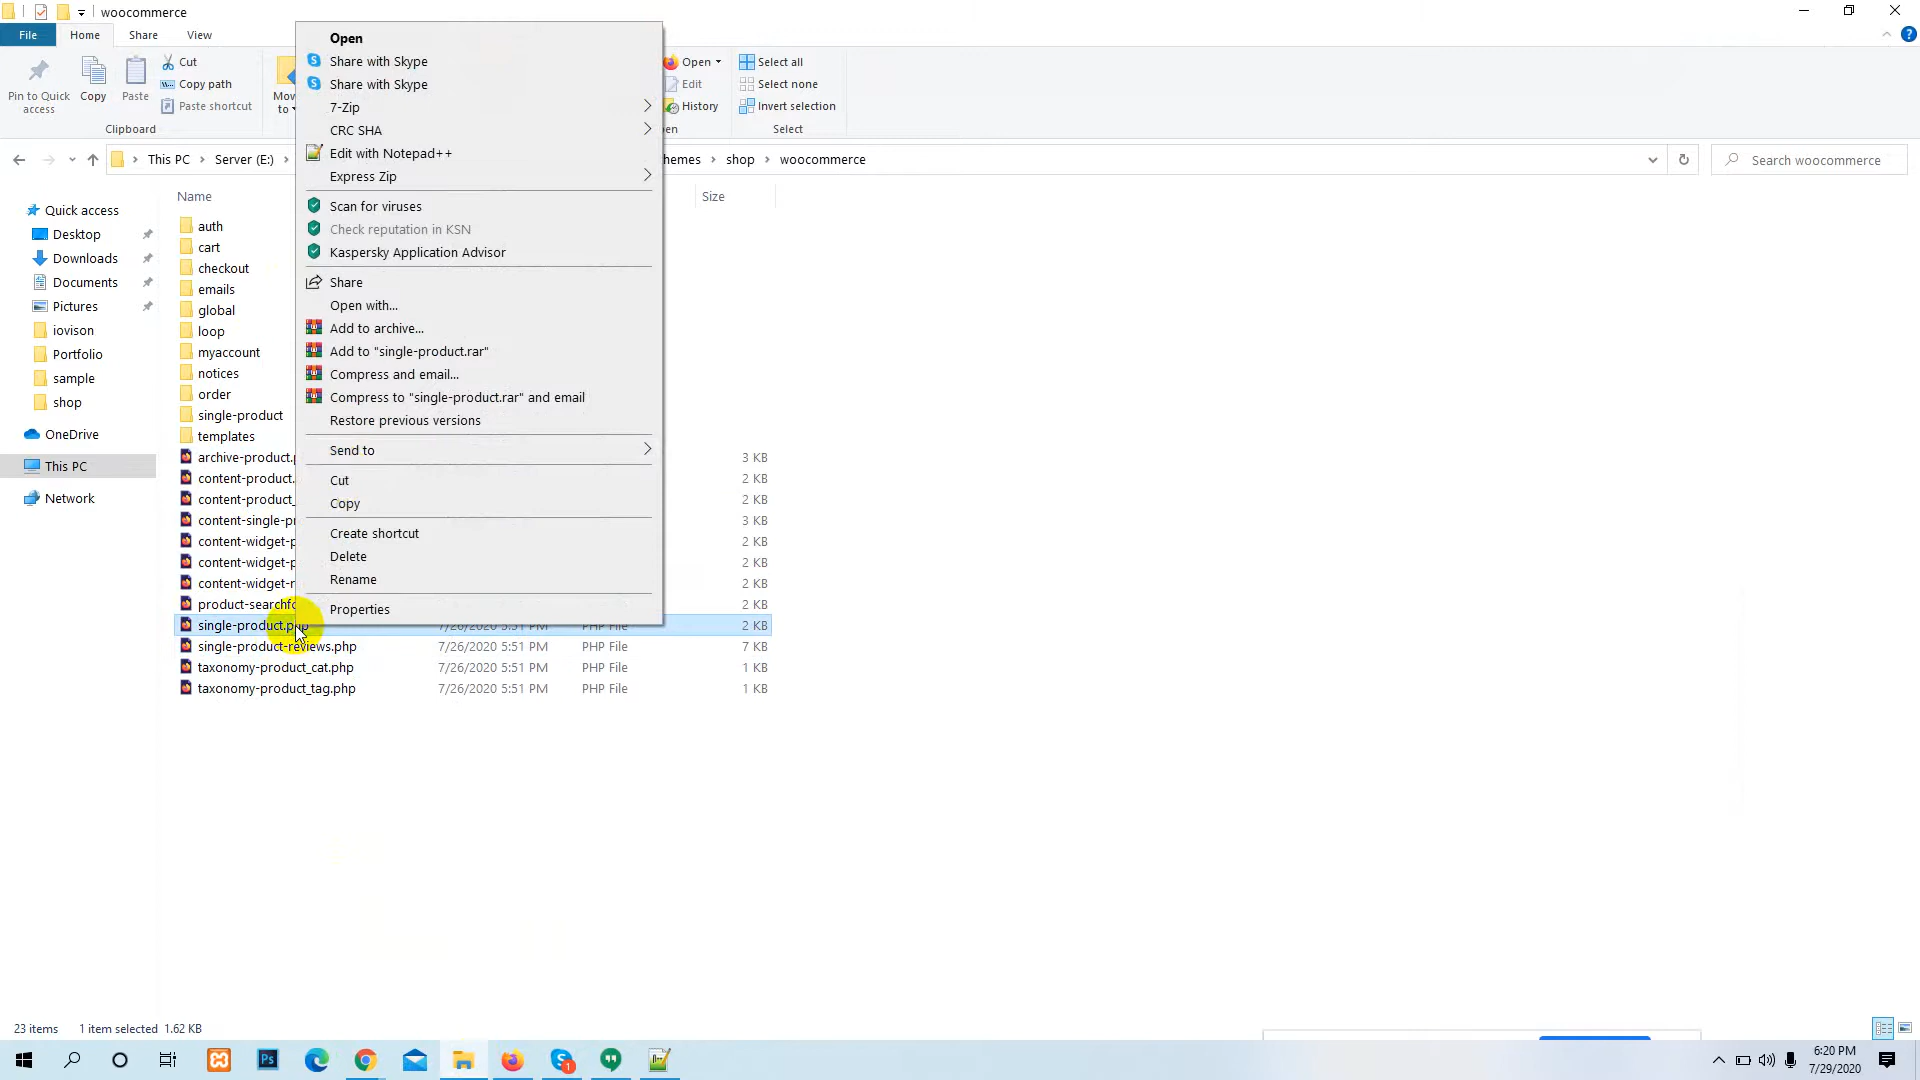 woocommerce
File Home Share View
Pin to Quick access
Copy
Paste
Cut
Copy path
Paste shortcut
Clipboard
Mov
to
Open
Edit
History
en
Select all
Select none
Invert selection
Select
This PC Server (E:) hemes shop woocommerce
Search woocommerce
Quick access
Desktop
Downloads
Documents
Pictures
iovison
Portfolio
sample
shop
OneDrive
This PC
Network
Name Size
auth
cart
checkout
emails
global
loop
myaccount
notices
order
single-product
templates
archive-product.p 3 KB
content-product. 2 KB
content-product_ 2 KB
content-single-pr 3 KB
content-widget-p 2 KB
content-widget-p 2 KB
content-widget-r 2 KB
product-searchfo 2 KB
single-product.php 7/26/2020 5:51 PM PHP File 2 KB
single-product-reviews.php 7/26/2020 5:51 PM PHP File 7 KB
taxonomy-product_cat.php 7/26/2020 5:51 PM PHP File 1 KB
taxonomy-product_tag.php 7/26/2020 5:51 PM PHP File 1 KB
Open
Share with Skype
Share with Skype
7-Zip
CRC SHA
Edit with Notepad++
Express Zip
Scan for viruses
Check reputation in KSN
Kaspersky Application Advisor
Share
Open with...
Add to archive...
Add to "single-product.rar"
Compress and email...
Compress to "single-product.rar" and email
Restore previous versions
Send to
Cut
Copy
Create shortcut
Delete
Rename
Properties
23 items 1 item selected 1.62 KB
6:20 PM
7/29/2020